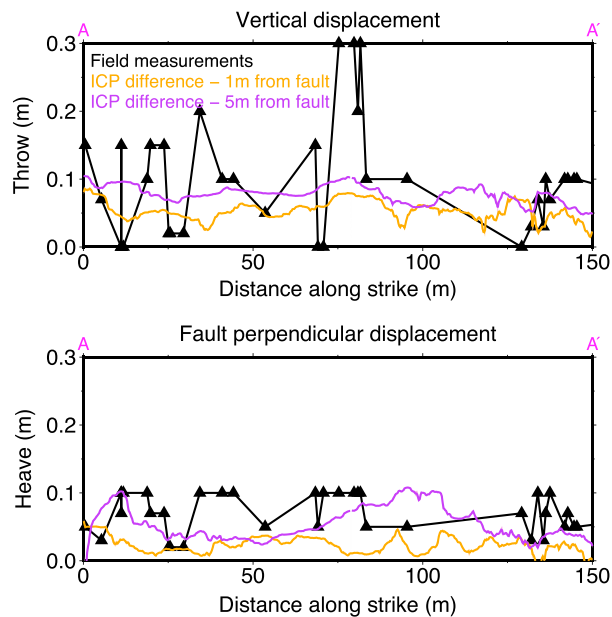 Vertical displacement
A
A'
Field measurements
ICP difference – 1m from fault
ICP difference – 5m from fault
Throw (m)
0.3
0.2
0.1
0.0
0
50
100
150
Distance along strike (m)
Fault perpendicular displacement
A
A'
Heave (m)
0.3
0.2
0.1
0.0
0
50
100
150
Distance along strike (m)